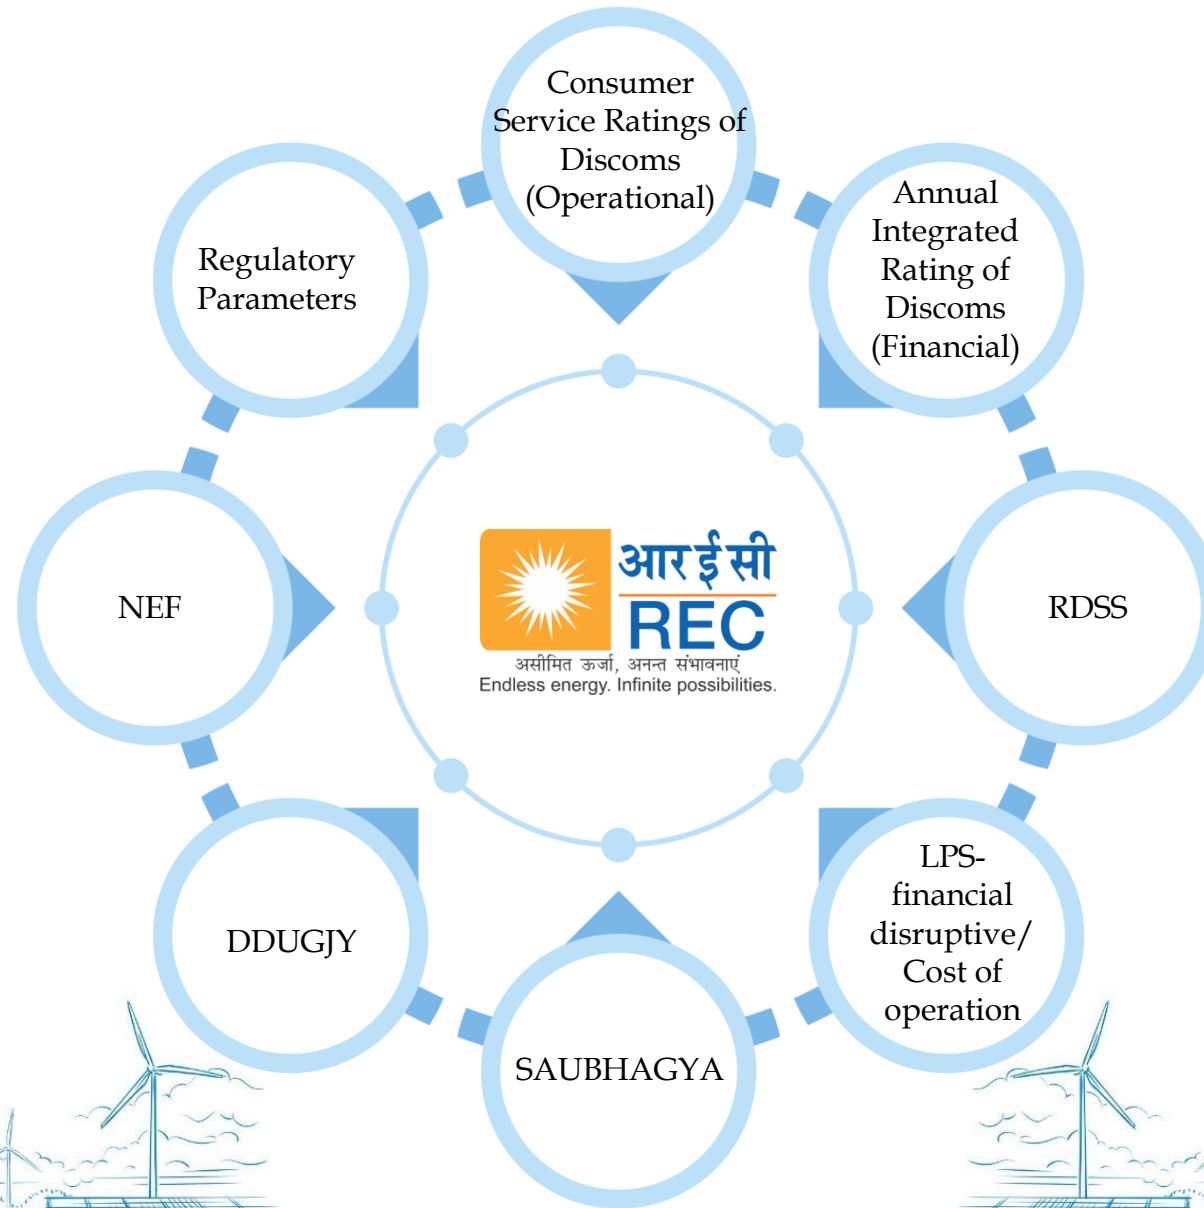 Consumer
Service Ratings of
Discoms
(Operational)
Annual
Integrated
Rating of
Discoms
(Financial)
Regulatory
Parameters
NEF
आर ई सी
REC
असीमित ऊर्जा, अनन्त संभावनाएं
Endless energy. Infinite possibilities.
RDSS
LPS-
financial
disruptive/
Cost of
operation
DDUGJY
SAUBHAGYA